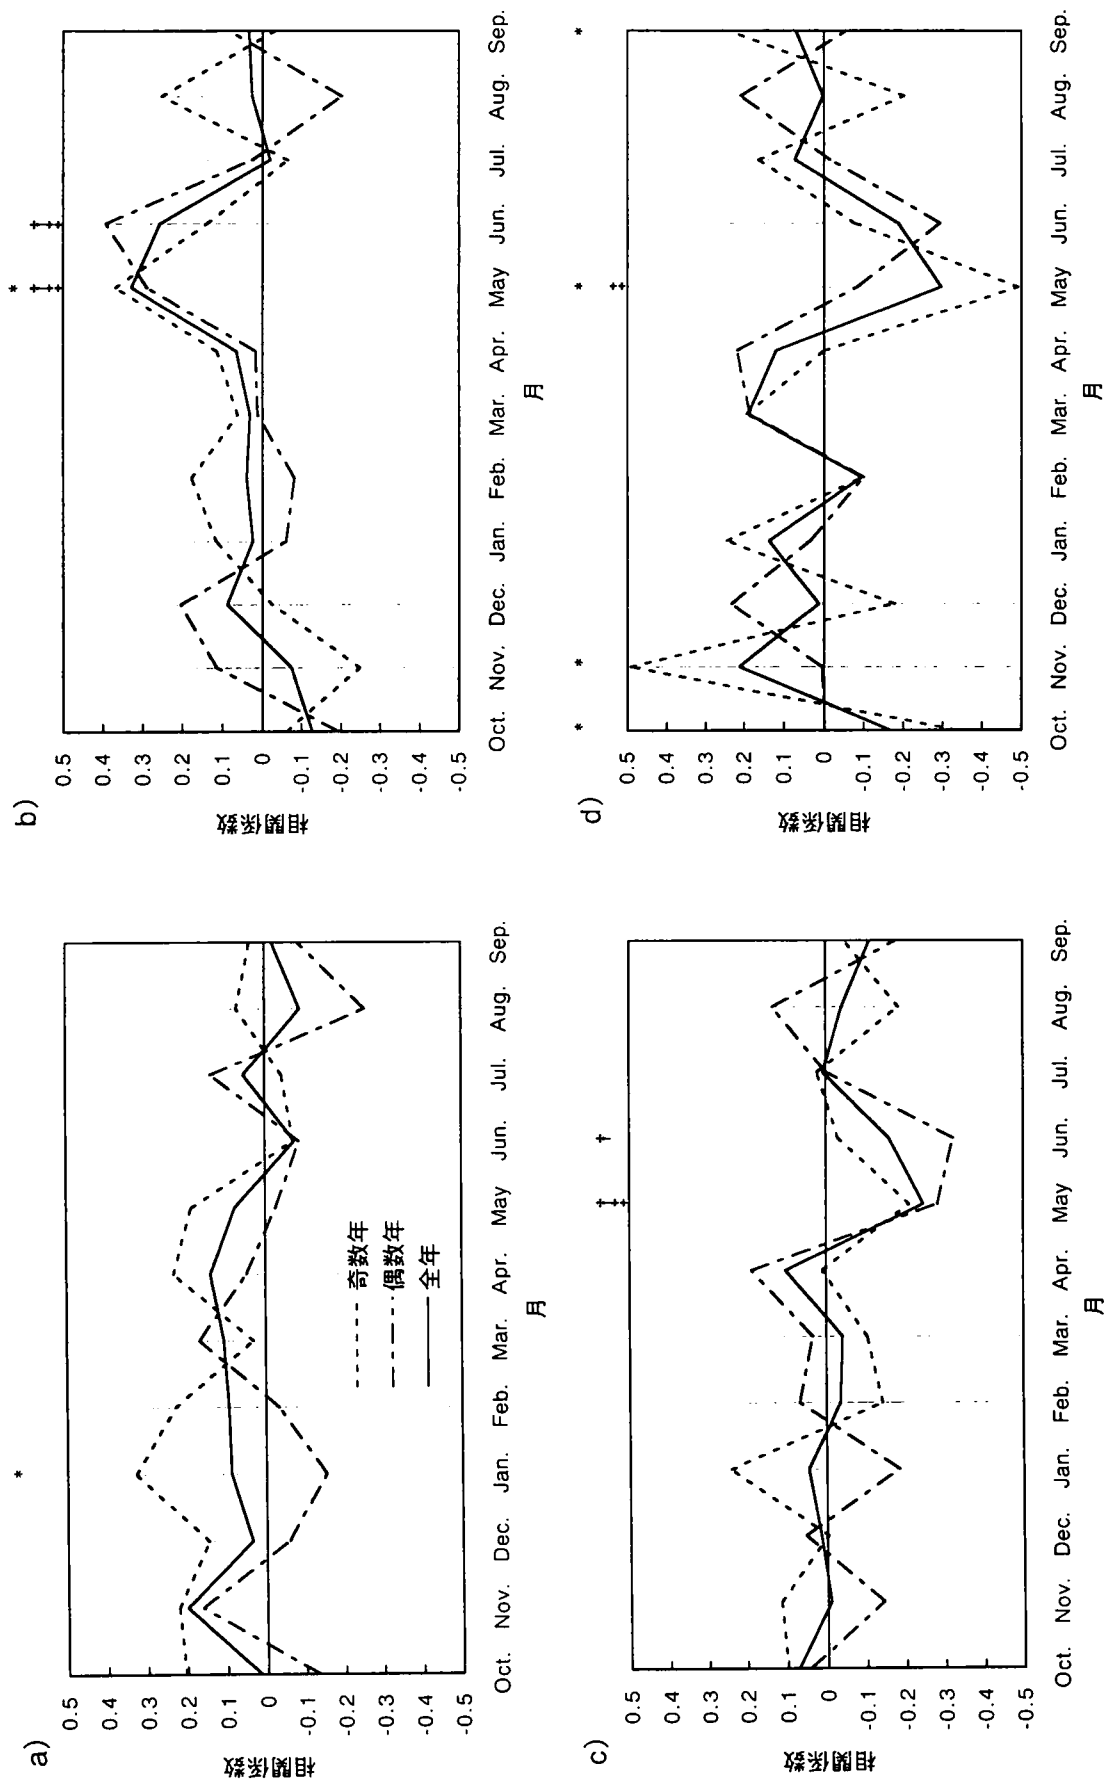 a)
*
0.5
0.4
0.3
0.2
0.1
0
-0.1
-0.2
-0.3
-0.4
-0.5
相関係数
Oct. Nov. Dec. Jan. Feb. Mar. Apr. May Jun. Jul. Aug. Sep.
月
奇数年
偶数年
全年
b)
*
‡ ‡
† †
0.5
0.4
0.3
0.2
0.1
0
-0.1
-0.2
-0.3
-0.4
-0.5
相関係数
Oct. Nov. Dec. Jan. Feb. Mar. Apr. May Jun. Jul. Aug. Sep.
月
c)
† †
‡
0.5
0.4
0.3
0.2
0.1
0
-0.1
-0.2
-0.3
-0.4
-0.5
相関係数
Oct. Nov. Dec. Jan. Feb. Mar. Apr. May Jun. Jul. Aug. Sep.
月
d)
* * * *
‡
0.5
0.4
0.3
0.2
0.1
0
-0.1
-0.2
-0.3
-0.4
-0.5
相関係数
Oct. Nov. Dec. Jan. Feb. Mar. Apr. May Jun. Jul. Aug. Sep.
月